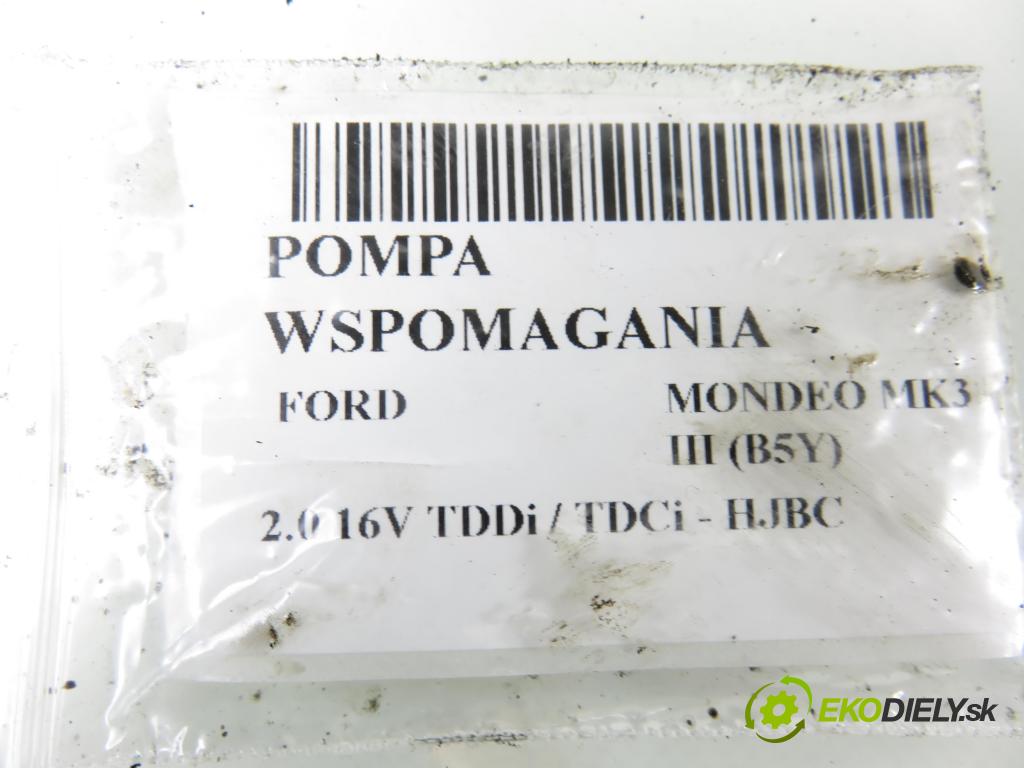 POMPA
WSPOMAGANIA
FORD MONDEO MK3
III (B5Y)
2.0 16V TDDi / TDCi - HJBC
EKODIELY.sk